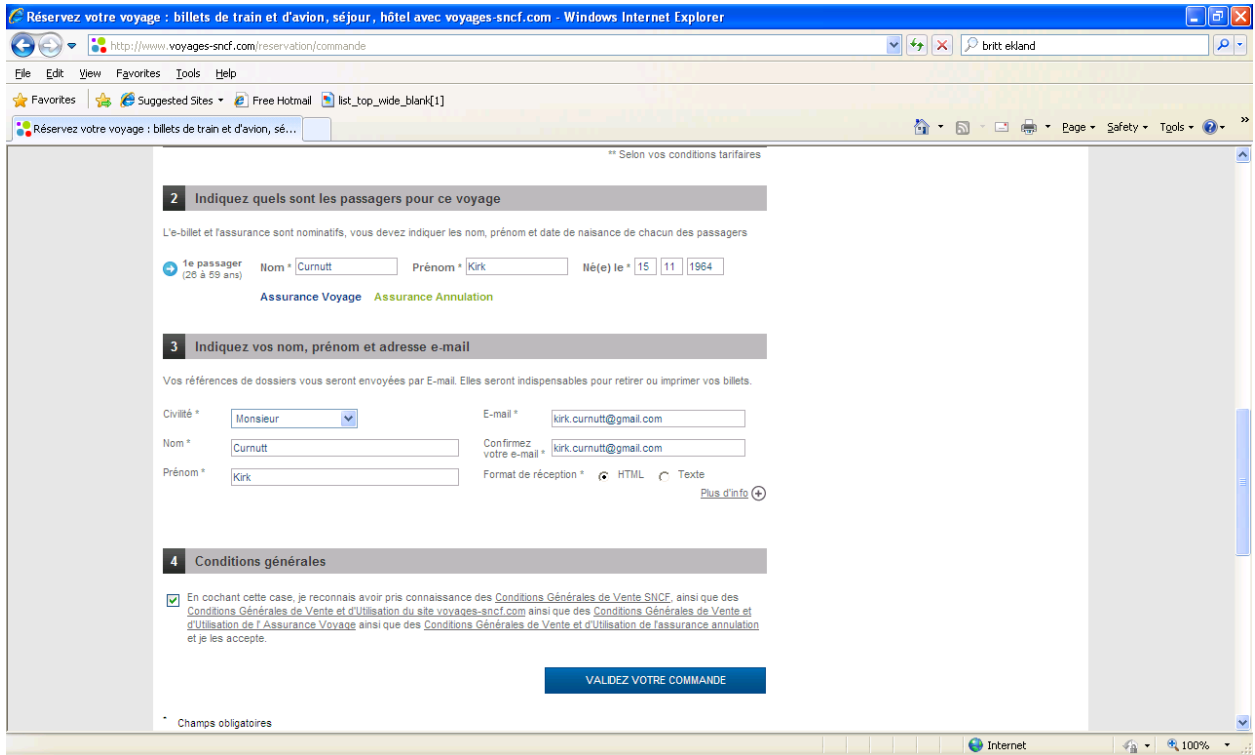 Réservez votre voyage : billets de train et d'avion, séjour, hôtel avec voyages-sncf.com - Windows Internet Explorer
http://www.voyages-sncf.com/reservation/commande
britt ekland
File Edit View Favorites Tools Help
Favorites Suggested Sites Free Hotmail list_top_wide_blank[1]
Réservez votre voyage : billets de train et d'avion, sé... Page Safety Tools
** Selon vos conditions tarifaires
2 Indiquez quels sont les passagers pour ce voyage
L'e-billet et l'assurance sont nominatifs, vous devez indiquer les nom, prénom et date de naisance de chacun des passagers
1e passager
(26 à 59 ans)
Nom * Curnutt Prénom * Kirk Né(e) le * 15 11 1964
Assurance Voyage Assurance Annulation
3 Indiquez vos nom, prénom et adresse e-mail
Vos références de dossiers vous seront envoyées par E-mail. Elles seront indispensables pour retirer ou imprimer vos billets.
Civilité * Monsieur E-mail * kirk.curnutt@gmail.com
Nom * Curnutt Confirmez
votre e-mail * kirk.curnutt@gmail.com
Prénom * Kirk Format de réception * HTML Texte
Plus d'info
4 Conditions générales
En cochant cette case, je reconnais avoir pris connaissance des Conditions Générales de Vente SNCF, ainsi que des
Conditions Générales de Vente et d'Utilisation du site voyages-sncf.com ainsi que des Conditions Générales de Vente et
d'Utilisation de l' Assurance Voyage ainsi que des Conditions Générales de Vente et d'Utilisation de l'assurance annulation
et je les accepte.
VALIDEZ VOTRE COMMANDE
* Champs obligatoires
Internet 100%